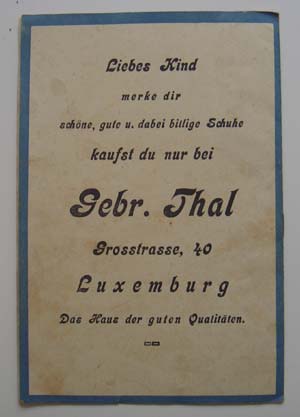 Liebes Kind
merke dir
schöne, gute u. dabei billige Schuhe
kaufst du nur bei
Gebr. Thal
Grosstrasse, 40
Luxemburg
Das Haus der guten Qualitäten.